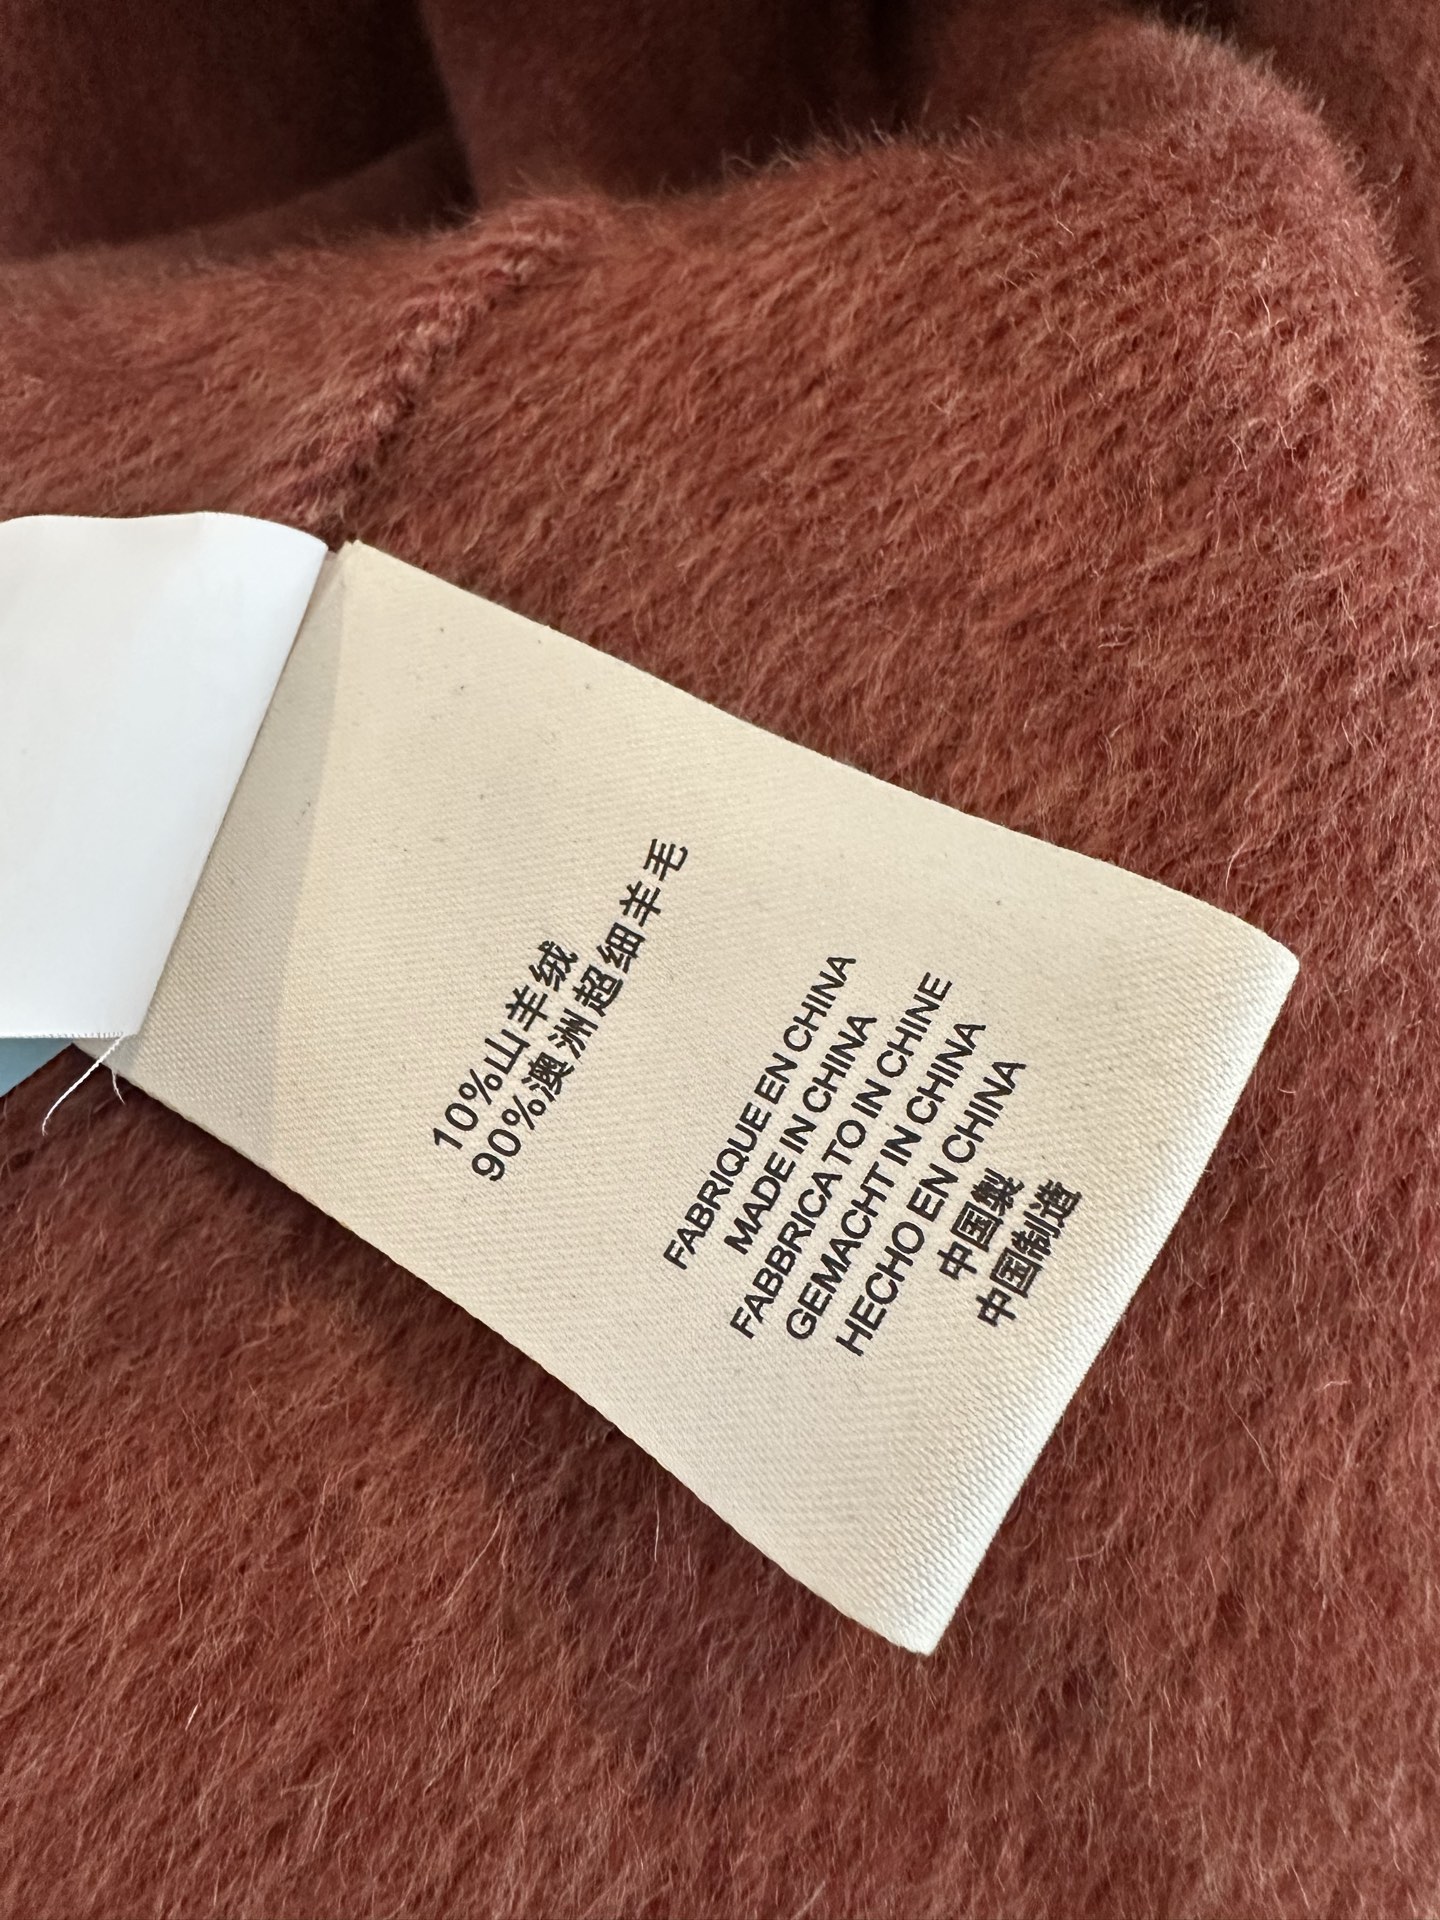 10%山羊绒
90%澳洲超细羊毛
FABRIQUE EN CHINA
MADE IN CHINA
FABBRICATO IN CHINE
GEMACHT IN CHINA
HECHO EN CHINA
中国製
中国制造